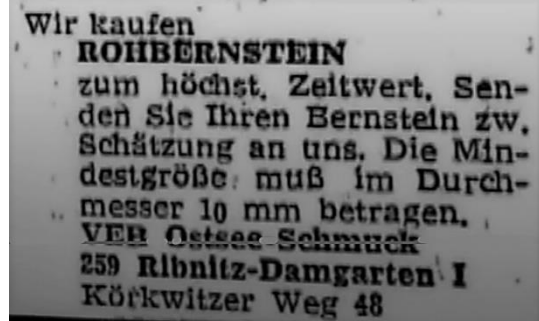 Wir kaufen
ROHBERNSTEIN
zum höchst. Zeitwert. Sen-
den Sie Ihren Bernstein zw.
Schätzung an uns. Die Min-
destgröße muß im Durch-
messer 10 mm betragen.
VEB Ostsee-Schmuck
259 Ribnitz-Damgarten I
Körkwitzer Weg 48